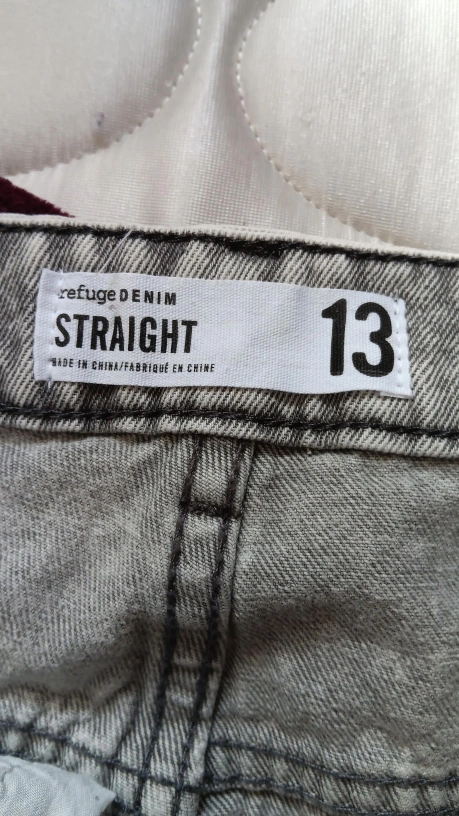 refuge DENIM
STRAIGHT
MADE IN CHINA/FABRIQUÉ EN CHINE
13